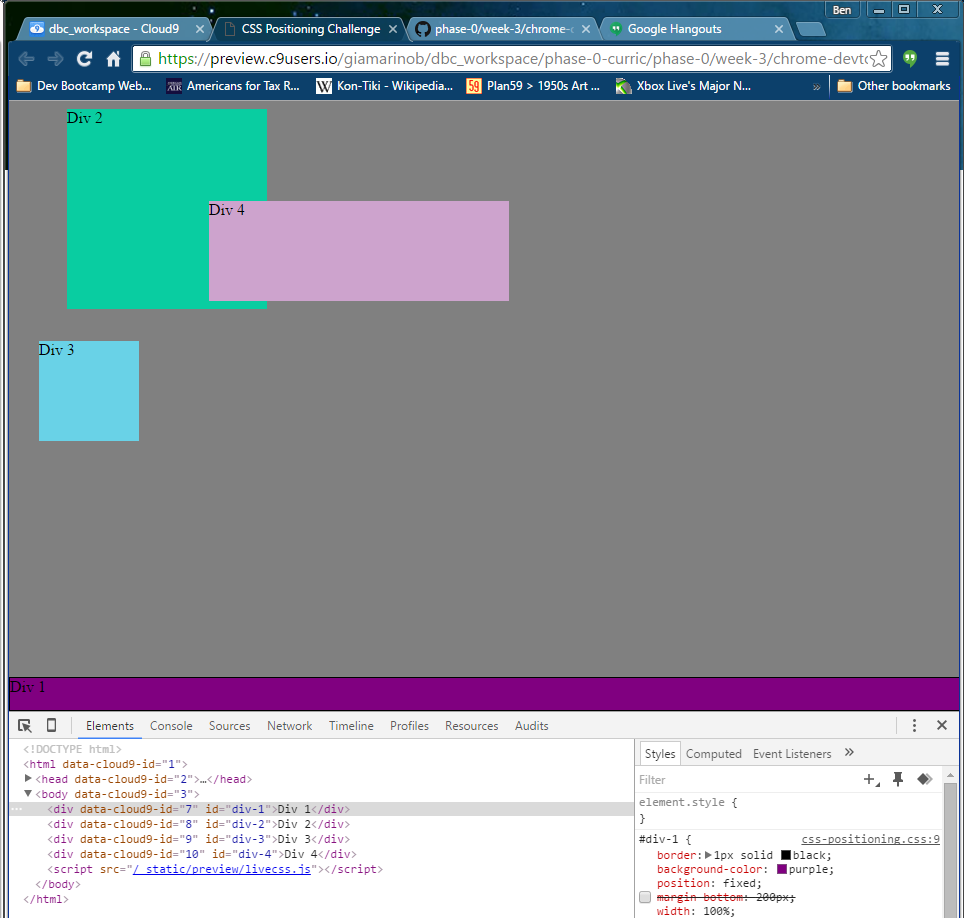 Ben
dbc_workspace - Cloud9
CSS Positioning Challenge
phase-0/week-3/chrome-
Google Hangouts
https://preview.c9users.io/giamarinob/dbc_workspace/phase-0-curric/phase-0/week-3/chrome-devto
Dev Bootcamp Web...
Americans for Tax R...
W Kon-Tiki - Wikipedia...
59 Plan59 > 1950s Art ...
Xbox Live's Major N...
»
Other bookmarks
Div 2
Div 4
Div 3
Div 1
Elements Console Sources Network Timeline Profiles Resources Audits
<!DOCTYPE html>
<html data-cloud9-id="1">
<head data-cloud9-id="2">…</head>
<body data-cloud9-id="3">
<div data-cloud9-id="7" id="div-1">Div 1</div>
<div data-cloud9-id="8" id="div-2">Div 2</div>
<div data-cloud9-id="9" id="div-3">Div 3</div>
<div data-cloud9-id="10" id="div-4">Div 4</div>
<script src="/_static/preview/livecss.js"></script>
</body>
</html>
Styles Computed Event Listeners »
Filter
element.style {
}
#div-1 { css-positioning.css:9
border: 1px solid black;
background-color: purple;
position: fixed;
margin-bottom: 200px;
width: 100%;